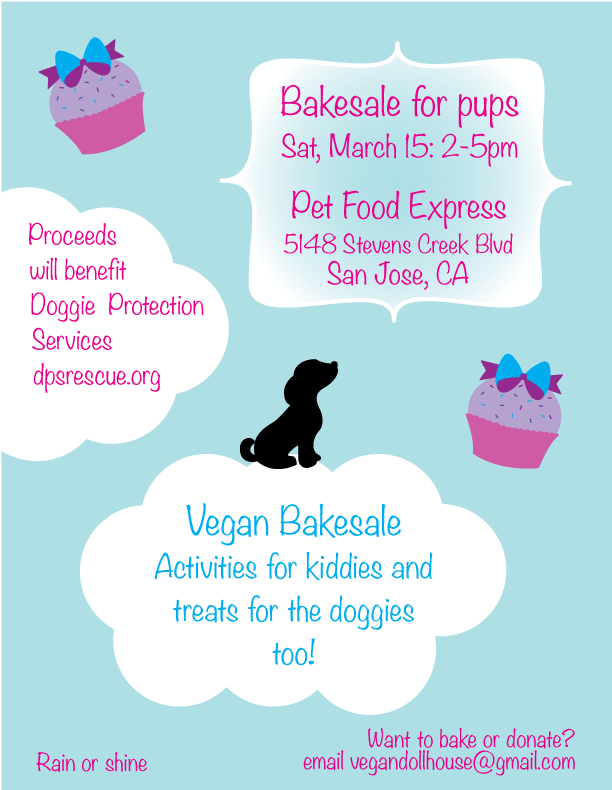 Bakesale for pups
Sat, March 15: 2-5pm
Pet Food Express
5148 Stevens Creek Blvd
San Jose, CA
Proceeds
will benefit
Doggie Protection
Services
dpsrescue.org
Vegan Bakesale
Activities for kiddies and
treats for the doggies
too!
Rain or shine
Want to bake or donate?
email vegandollhouse@gmail.com